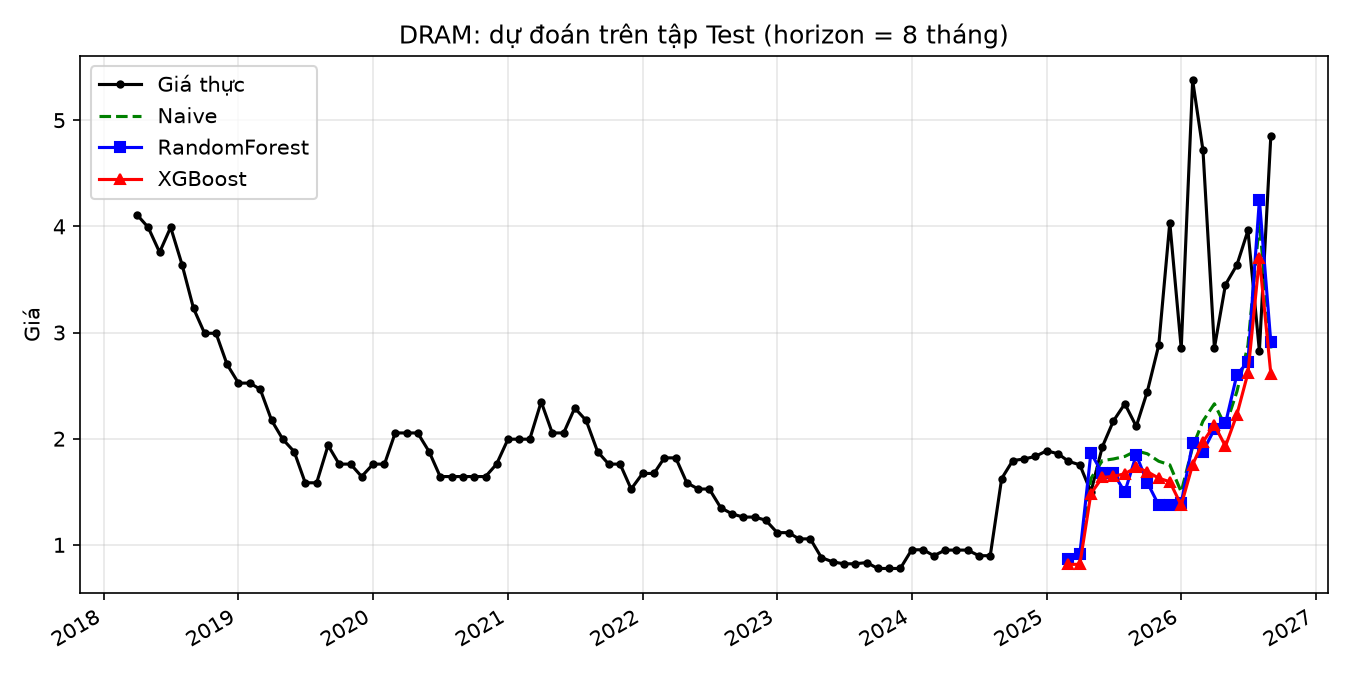 DRAM: dự đoán trên tập Test (horizon = 8 tháng)
Giá thực
Naive
RandomForest
XGBoost
Giá
5
4
3
2
1
2018
2019
2020
2021
2022
2023
2024
2025
2026
2027